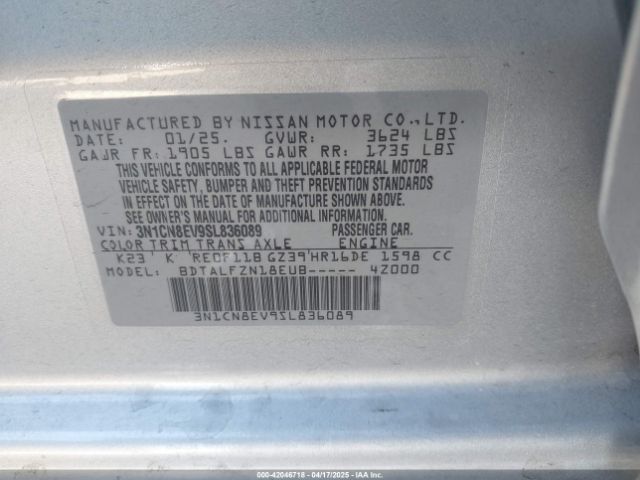 MANUFACTURED BY NISSAN MOTOR CO.,LTD.
DATE: 01/25. GVWR: 3624 LBS
GAWR FR: 1905 LBS GAWR RR: 1735 LBS
THIS VEHICLE CONFORMS TO ALL APPLICABLE FEDERAL MOTOR
VEHICLE SAFETY, BUMPER AND THEFT PREVENTION STANDARDS
IN EFFECT ON THE DATE OF MANUFACTURE SHOWN ABOVE.
SEE OWNER'S MANUAL FOR ADDITIONAL INFORMATION.
VIN: 3N1CN8EV9SL836089 PASSENGER CAR.
COLOR TRIM TRANS AXLE ENGINE
K23 K RE0F11B GZ39 HR16DE 1598 CC
MODEL: BDTALFZN18EUB----- 4Z000
3N1CN8EV9SL836089
000-42046718 - 04/17/2025 - IAA Inc.